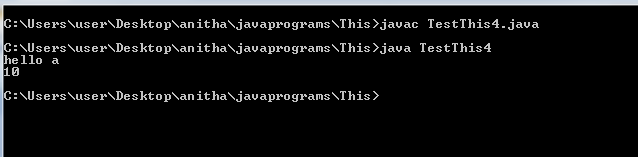 C:\Users\user\Desktop\anitha\javaprograms\This>javac TestThis4.java
C:\Users\user\Desktop\anitha\javaprograms\This>java TestThis4
hello a
10
C:\Users\user\Desktop\anitha\javaprograms\This>